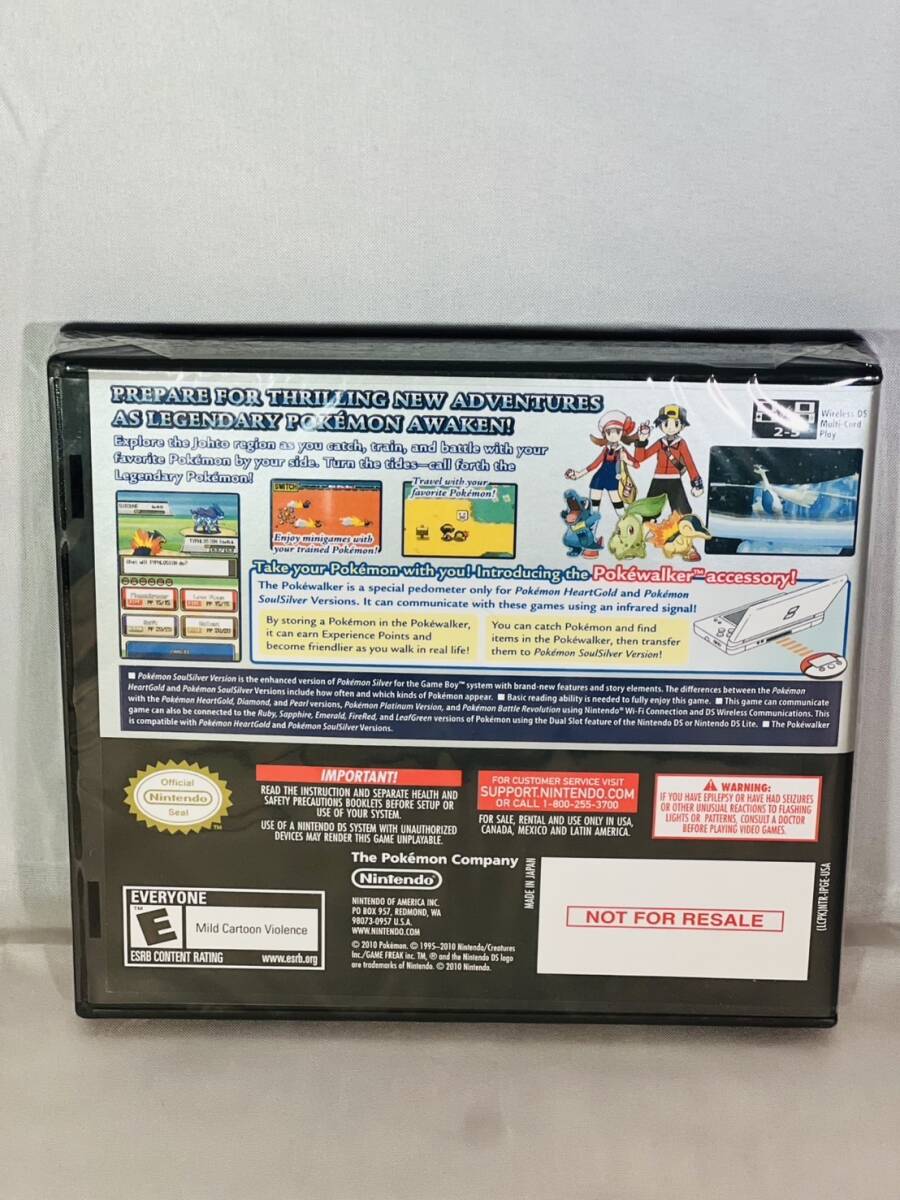 PREPARE FOR THRILLING NEW ADVENTURES
AS LEGENDARY POKÉMON AWAKEN!
Explore the Johto region as you catch, train, and battle with your
favorite Pokémon by your side. Turn the tides—call forth the
Legendary Pokémon!
2-5
Wireless DS
Multi-Card
Play
SWITCH
Enjoy minigames with
your trained Pokémon!
Travel with your
favorite Pokémon!
Take your Pokémon with you! Introducing the Pokéwalker™ accessory!
The Pokéwalker is a special pedometer only for Pokémon HeartGold and Pokémon
SoulSilver Versions. It can communicate with these games using an infrared signal!
By storing a Pokémon in the Pokéwalker,
it can earn Experience Points and
become friendlier as you walk in real life!
You can catch Pokémon and find
items in the Pokéwalker, then transfer
them to Pokémon SoulSilver Version!
■ Pokémon SoulSilver Version is the enhanced version of Pokémon Silver for the Game Boy™ system with brand-new features and story elements. The differences between the Pokémon
HeartGold and Pokémon SoulSilver Versions include how often and which kinds of Pokémon appear. ■ Basic reading ability is needed to fully enjoy this game. ■ This game can communicate
with the Pokémon HeartGold, Diamond, and Pearl versions, Pokémon Platinum Version, and Pokémon Battle Revolution using Nintendo® Wi-Fi Connection and DS Wireless Communications. This
game can also be connected to the Ruby, Sapphire, Emerald, FireRed, and LeafGreen versions of Pokémon using the Dual Slot feature of the Nintendo DS or Nintendo DS Lite. ■ The Pokéwalker
is compatible with Pokémon HeartGold and Pokémon SoulSilver Versions.
Official
Nintendo
Seal
TM
IMPORTANT!
READ THE INSTRUCTION AND SEPARATE HEALTH AND
SAFETY PRECAUTIONS BOOKLETS BEFORE SETUP OR
USE OF YOUR SYSTEM.
USE OF A NINTENDO DS SYSTEM WITH UNAUTHORIZED
DEVICES MAY RENDER THIS GAME UNPLAYABLE.
FOR CUSTOMER SERVICE VISIT
SUPPORT.NINTENDO.COM
OR CALL 1-800-255-3700
FOR SALE, RENTAL AND USE ONLY IN USA,
CANADA, MEXICO AND LATIN AMERICA.
WARNING:
IF YOU HAVE EPILEPSY OR HAVE HAD SEIZURES
OR OTHER UNUSUAL REACTIONS TO FLASHING
LIGHTS OR PATTERNS, CONSULT A DOCTOR
BEFORE PLAYING VIDEO GAMES.
The Pokémon Company
Nintendo
NINTENDO OF AMERICA INC.
PO BOX 957, REDMOND, WA
98073-0957 U.S.A.
WWW.NINTENDO.COM
© 2010 Pokémon. © 1995–2010 Nintendo/Creatures
Inc./GAME FREAK inc. TM, ® and the Nintendo DS logo
are trademarks of Nintendo. © 2010 Nintendo.
EVERYONE
TM
E
Mild Cartoon Violence
ESRB CONTENT RATING
www.esrb.org
MADE IN JAPAN
NOT FOR RESALE
(LCPK)NTR-IPGE-USA